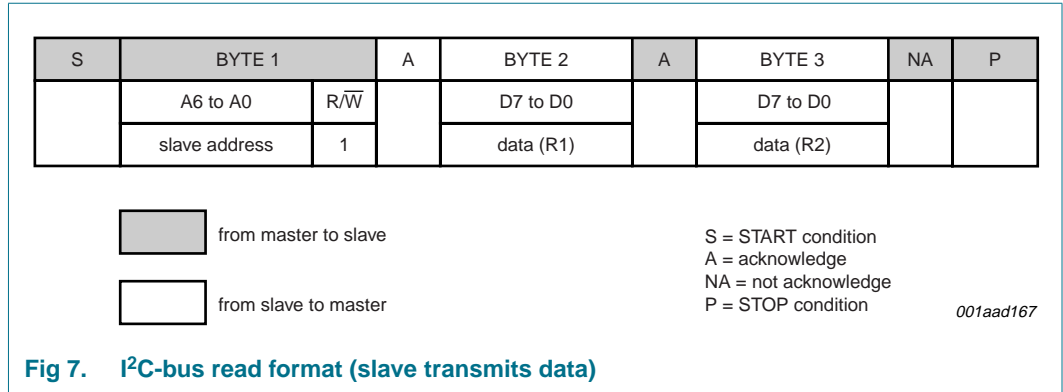 S BYTE 1 A BYTE 2 A BYTE 3 NA P
A6 to A0 R/W̅ D7 to D0 D7 to D0
slave address 1 data (R1) data (R2)
from master to slave
from slave to master
S = START condition
A = acknowledge
NA = not acknowledge
P = STOP condition
001aad167
Fig 7. I²C-bus read format (slave transmits data)